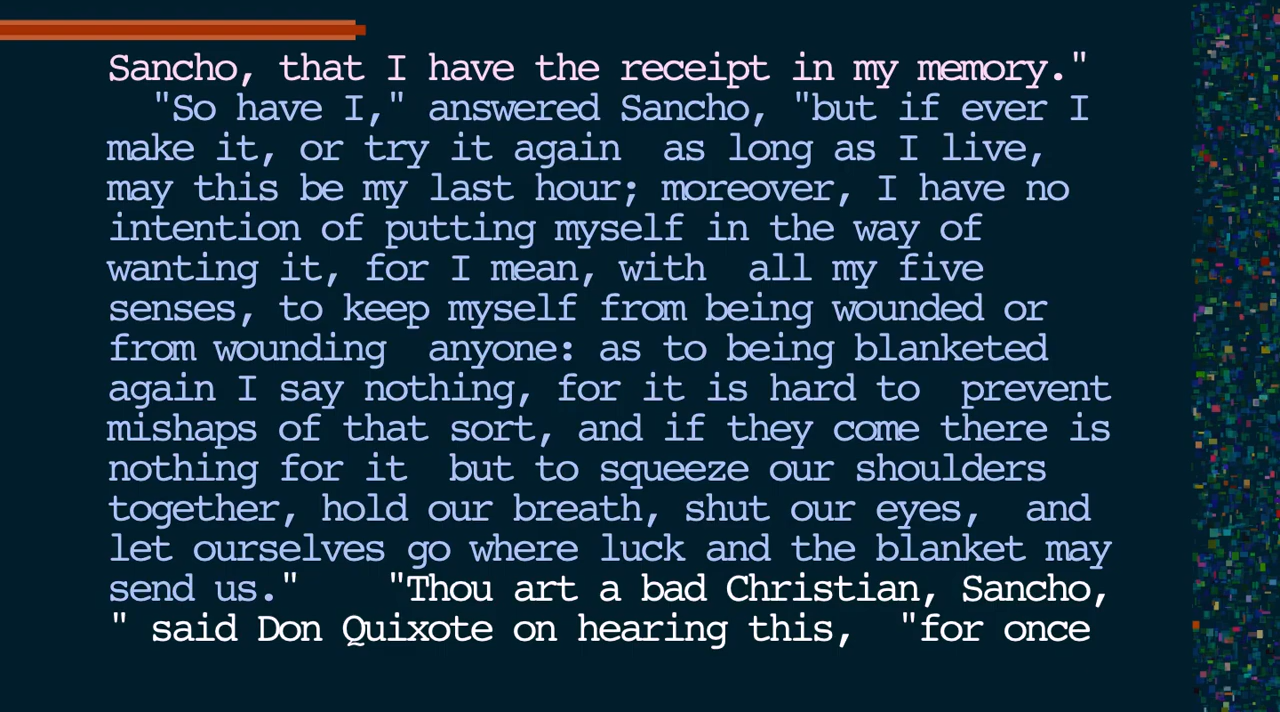 Sancho, that I have the receipt in my memory."
"So have I," answered Sancho, "but if ever I
make it, or try it again  as long as I live,
may this be my last hour; moreover, I have no
intention of putting myself in the way of
wanting it, for I mean, with  all my five
senses, to keep myself from being wounded or
from wounding  anyone: as to being blanketed
again I say nothing, for it is hard to  prevent
mishaps of that sort, and if they come there is
nothing for it  but to squeeze our shoulders
together, hold our breath, shut our eyes,  and
let ourselves go where luck and the blanket may
send us."    "Thou art a bad Christian, Sancho,
" said Don Quixote on hearing this,  "for once